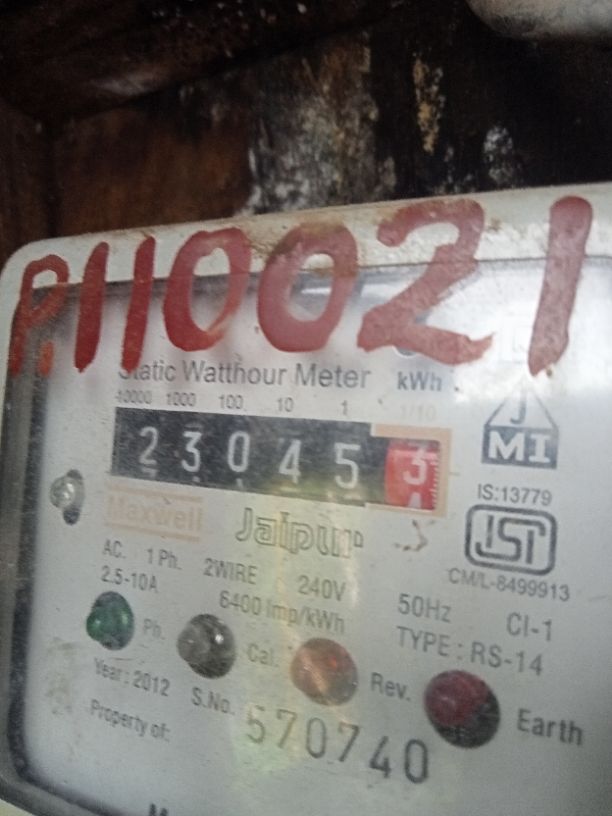 P.110021
Static Watthour Meter
kWh
10000 1000 100 10 1 1/10
2 3 0 4 5 3
MI
IS:13779
Maxwell
Jaipur
ISI
CM/L-8499913
AC. 1 Ph. 2WIRE 240V 50Hz Cl-1
2.5-10A 6400 Imp/kWh TYPE : RS-14
Ph. Cal. Rev. Earth
Year : 2012 S.No. 570740
Property of: